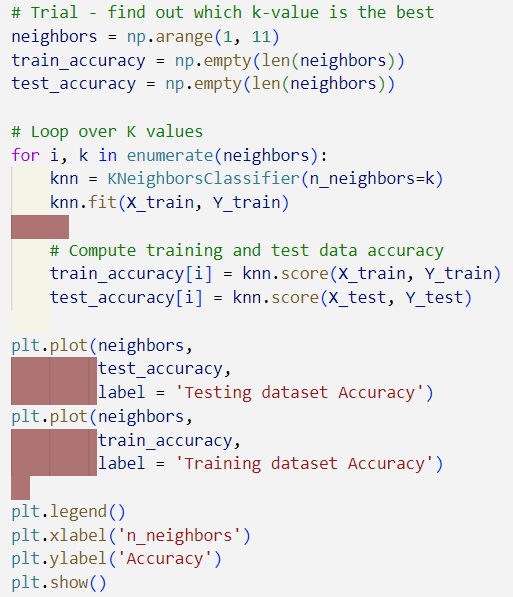 # Trial - find out which k-value is the best
neighbors = np.arange(1, 11)
train_accuracy = np.empty(len(neighbors))
test_accuracy = np.empty(len(neighbors))

# Loop over K values
for i, k in enumerate(neighbors):
    knn = KNeighborsClassifier(n_neighbors=k)
    knn.fit(X_train, Y_train)

    # Compute training and test data accuracy
    train_accuracy[i] = knn.score(X_train, Y_train)
    test_accuracy[i] = knn.score(X_test, Y_test)

plt.plot(neighbors,
         test_accuracy,
         label = 'Testing dataset Accuracy')
plt.plot(neighbors,
         train_accuracy,
         label = 'Training dataset Accuracy')

plt.legend()
plt.xlabel('n_neighbors')
plt.ylabel('Accuracy')
plt.show()